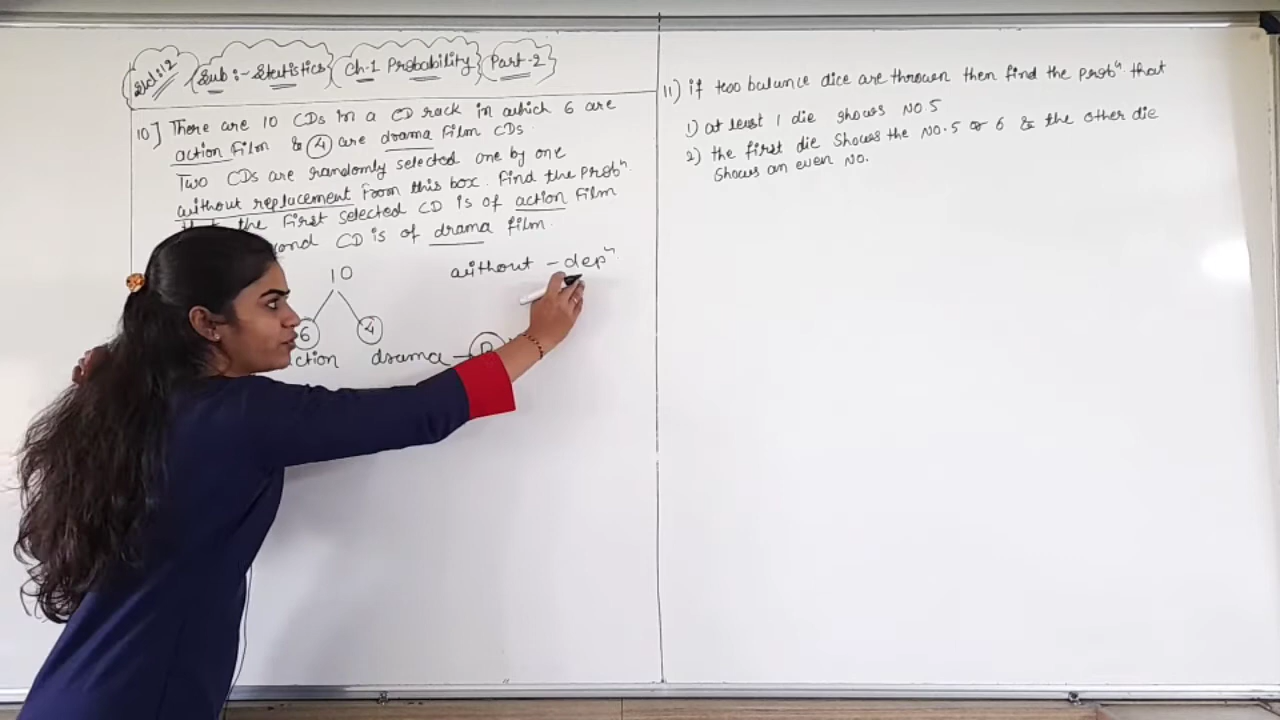 Std:12 Sub:- Statistics Ch-1 Probability Part-2
10] There are 10 CDs in a CD rack in which 6 are
action film & 4 are drama film CDs.
Two CDs are randomly selected one by one
without replacement from this box. Find the probⁿ.
the first selected CD is of action film
CD is of drama film.
10
without - depⁿ
6 4
drama
11) if two balance dice are thrown then find the probⁿ that
1) at least 1 die shows NO 5
2) the first die shows the NO. 5 or 6 & the other die
shows an even NO.